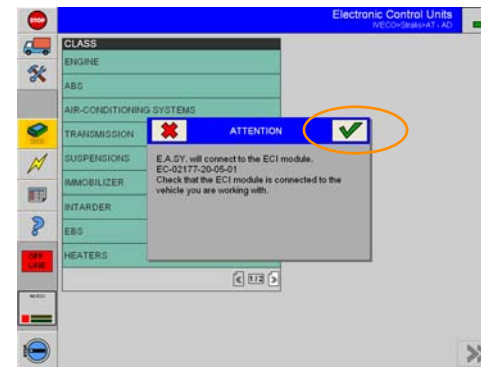 STOP
Electronic Control Units
IVECO>Stralis>AT - AD
CLASS
ENGINE
ABS
AIR-CONDITIONING SYSTEMS
TRANSMISSION
ATTENTION
SUSPENSIONS
E.A.SY. will connect to the ECI module.
EC-02177-20-05-01
Check that the ECI module is connected to the
vehicle you are working with.
IMMOBILIZER
INTARDER
EBS
HEATERS
OFF
LINE
1/2